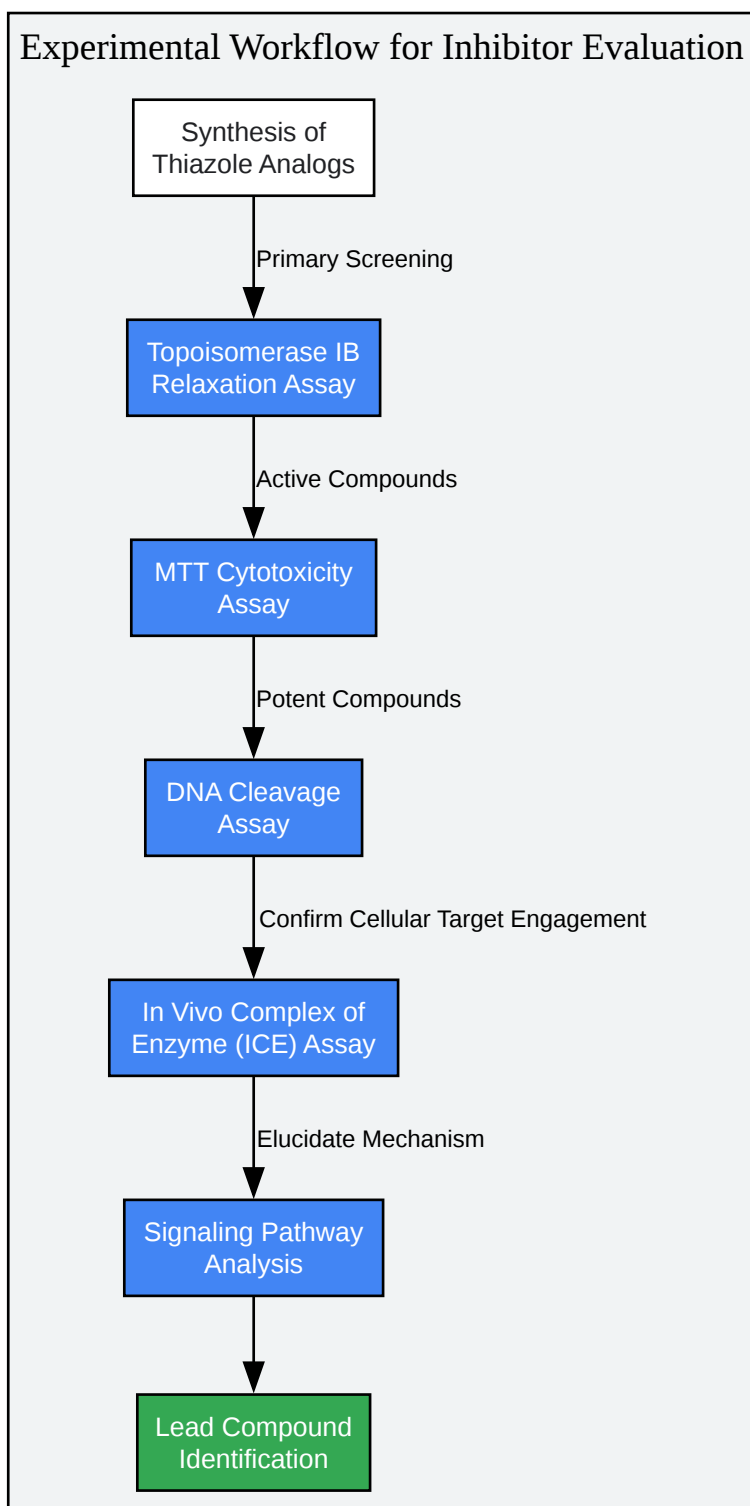 Experimental Workflow for Inhibitor Evaluation
Synthesis of
Thiazole Analogs
Primary Screening
Topoisomerase IB
Relaxation Assay
Active Compounds
MTT Cytotoxicity
Assay
Potent Compounds
DNA Cleavage
Assay
Confirm Cellular Target Engagement
In Vivo Complex of
Enzyme (ICE) Assay
Elucidate Mechanism
Signaling Pathway
Analysis
Lead Compound
Identification